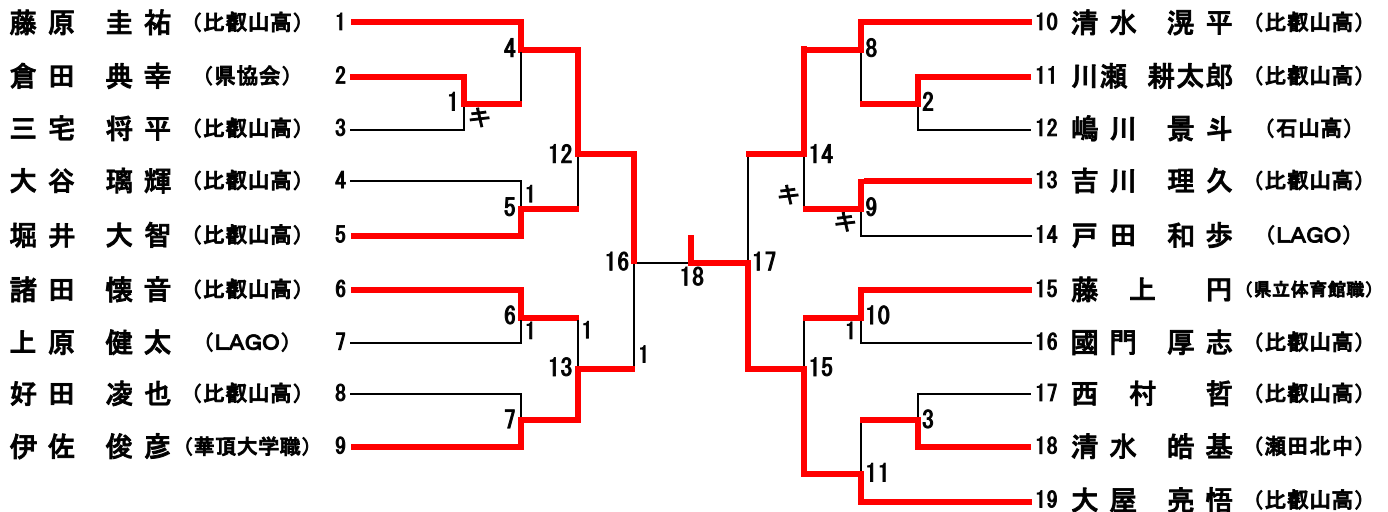 藤原 圭祐 （比叡山高） 1
倉田 典幸 （県協会） 2
三宅 将平 （比叡山高） 3
大谷 璃輝 （比叡山高） 4
堀井 大智 （比叡山高） 5
諸田 懐音 （比叡山高） 6
上原 健太 （LAGO） 7
好田 凌也 （比叡山高） 8
伊佐 俊彦 （華頂大学職） 9
4
1
キ
12
1
5
16
6
1
1
13
1
7
18
17
8
2
14
キ
9
キ
10
1
15
3
11
10 清水 滉平 （比叡山高）
11 川瀬 耕太郎 （比叡山高）
12 嶋川 景斗 （石山高）
13 吉川 理久 （比叡山高）
14 戸田 和歩 （LAGO）
15 藤上 円 （県立体育館職）
16 國門 厚志 （比叡山高）
17 西村 哲 （比叡山高）
18 清水 皓基 （瀬田北中）
19 大屋 亮悟 （比叡山高）